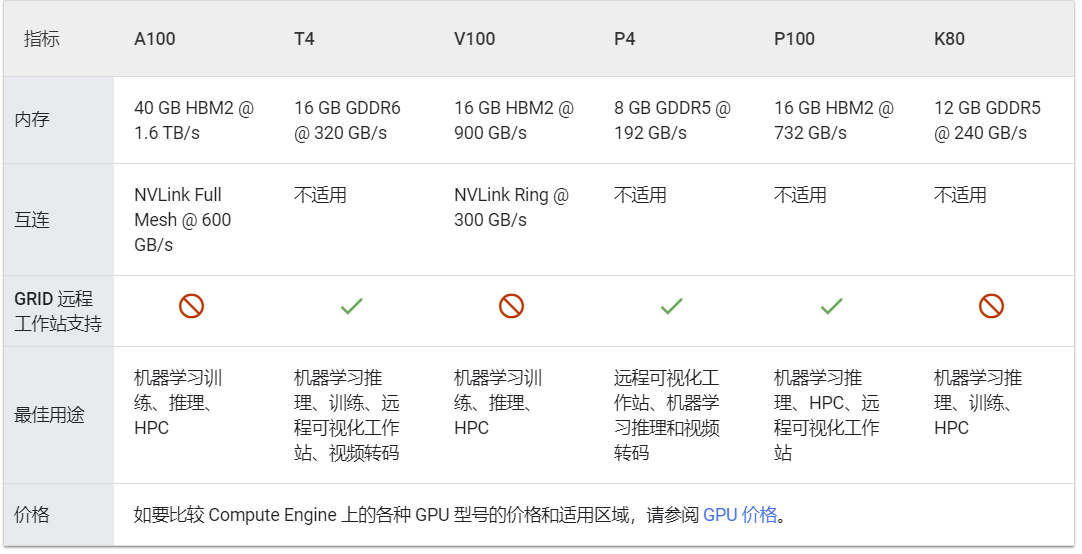 指标
A100
T4
V100
P4
P100
K80
内存
40 GB HBM2 @
1.6 TB/s
16 GB GDDR6
@ 320 GB/s
16 GB HBM2 @
900 GB/s
8 GB GDDR5 @
192 GB/s
16 GB HBM2 @
732 GB/s
12 GB GDDR5
@ 240 GB/s
互连
NVLink Full
Mesh @ 600
GB/s
不适用
NVLink Ring @
300 GB/s
不适用
不适用
不适用
GRID 远程
工作站支持
最佳用途
机器学习训
练、推理、
HPC
机器学习推
理、训练、远
程可视化工作
站、视频转码
机器学习训
练、推理、
HPC
远程可视化工
作站、机器学
习推理和视频
转码
机器学习推
理、HPC、远
程可视化工作
站
机器学习推
理、训练、
HPC
价格
如要比较 Compute Engine 上的各种 GPU 型号的价格和适用区域，请参阅 GPU 价格。